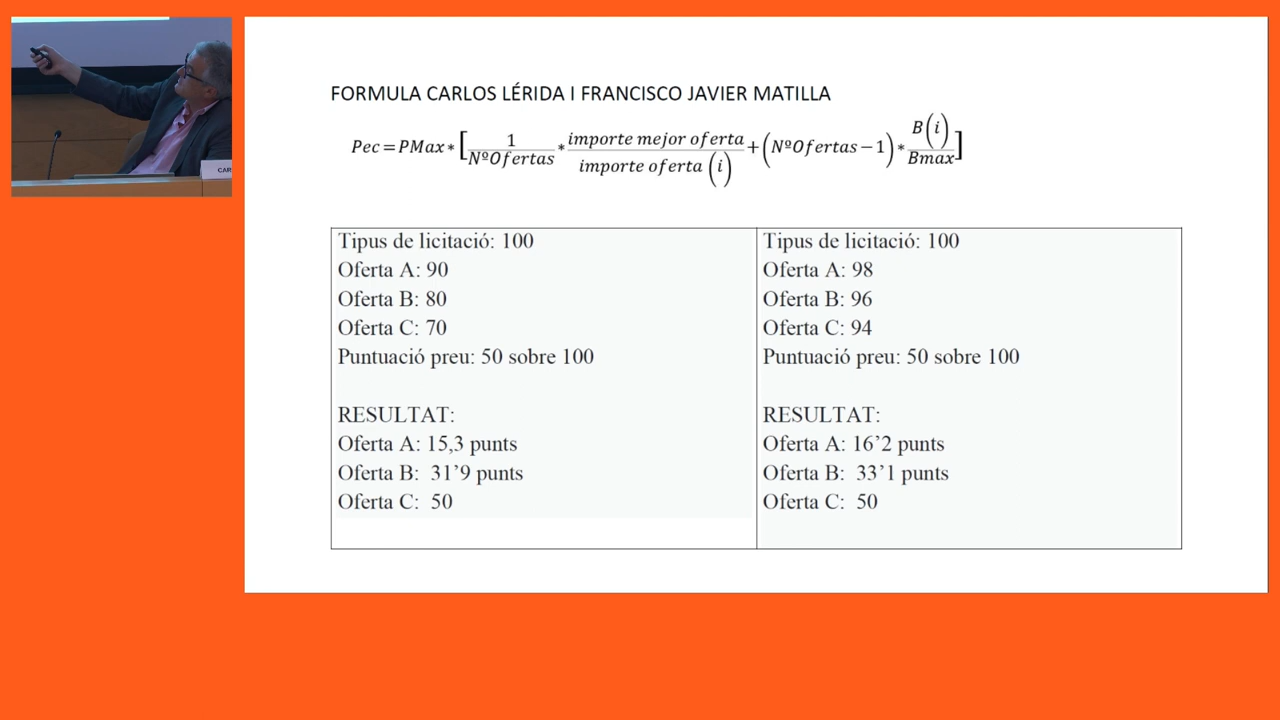 FORMULA CARLOS LÉRIDA I FRANCISCO JAVIER MATILLA
Pec=PMax*[1/NºOfertas*importe mejor oferta/importe oferta (i)+(NºOfertas-1)*B(i)/Bmax]
CAR
Tipus de licitació: 100
Oferta A: 90
Oferta B: 80
Oferta C: 70
Puntuació preu: 50 sobre 100
RESULTAT:
Oferta A: 15,3 punts
Oferta B: 31’9 punts
Oferta C: 50
Tipus de licitació: 100
Oferta A: 98
Oferta B: 96
Oferta C: 94
Puntuació preu: 50 sobre 100
RESULTAT:
Oferta A: 16’2 punts
Oferta B: 33’1 punts
Oferta C: 50